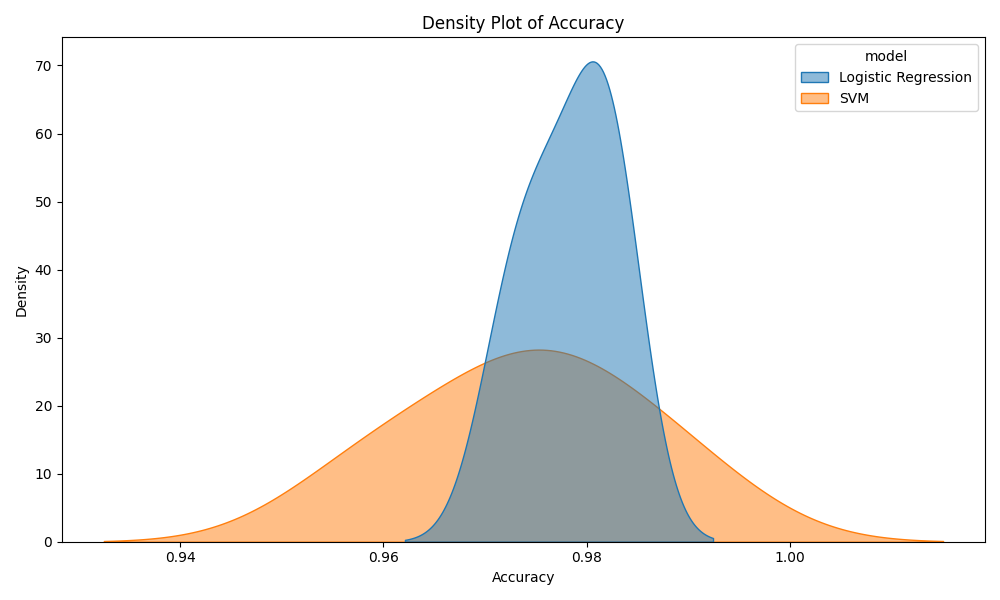 Density Plot of Accuracy
model
Logistic Regression
SVM
70
60
50
40
30
20
10
0
Density
0.94 0.96 0.98 1.00
Accuracy